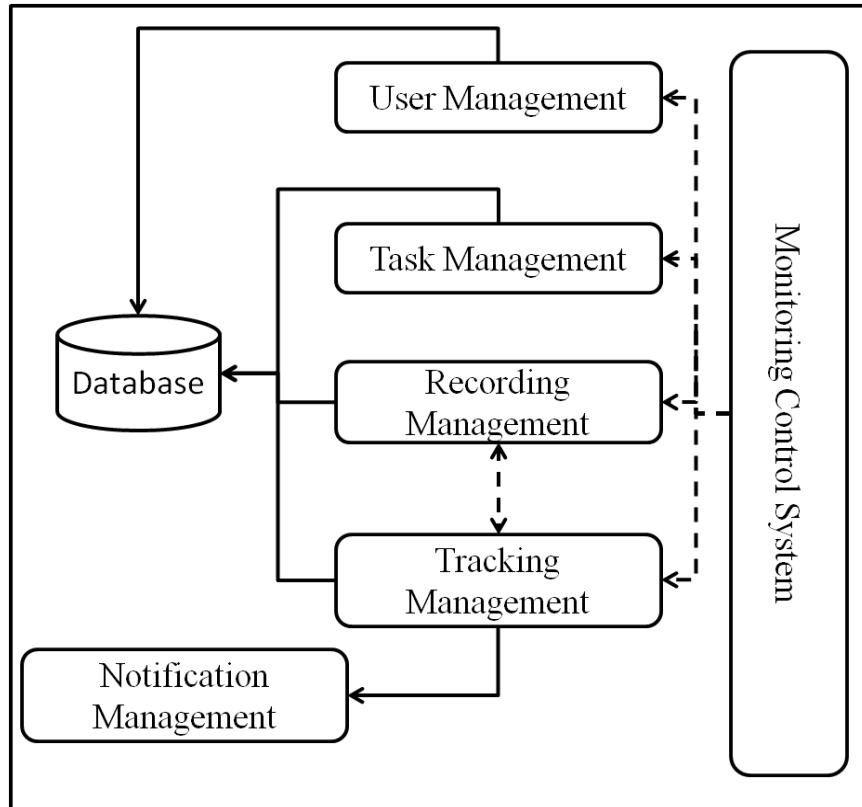 User Management
Task Management
Recording
Management
Database
Tracking
Management
Notification
Management
Monitoring Control System